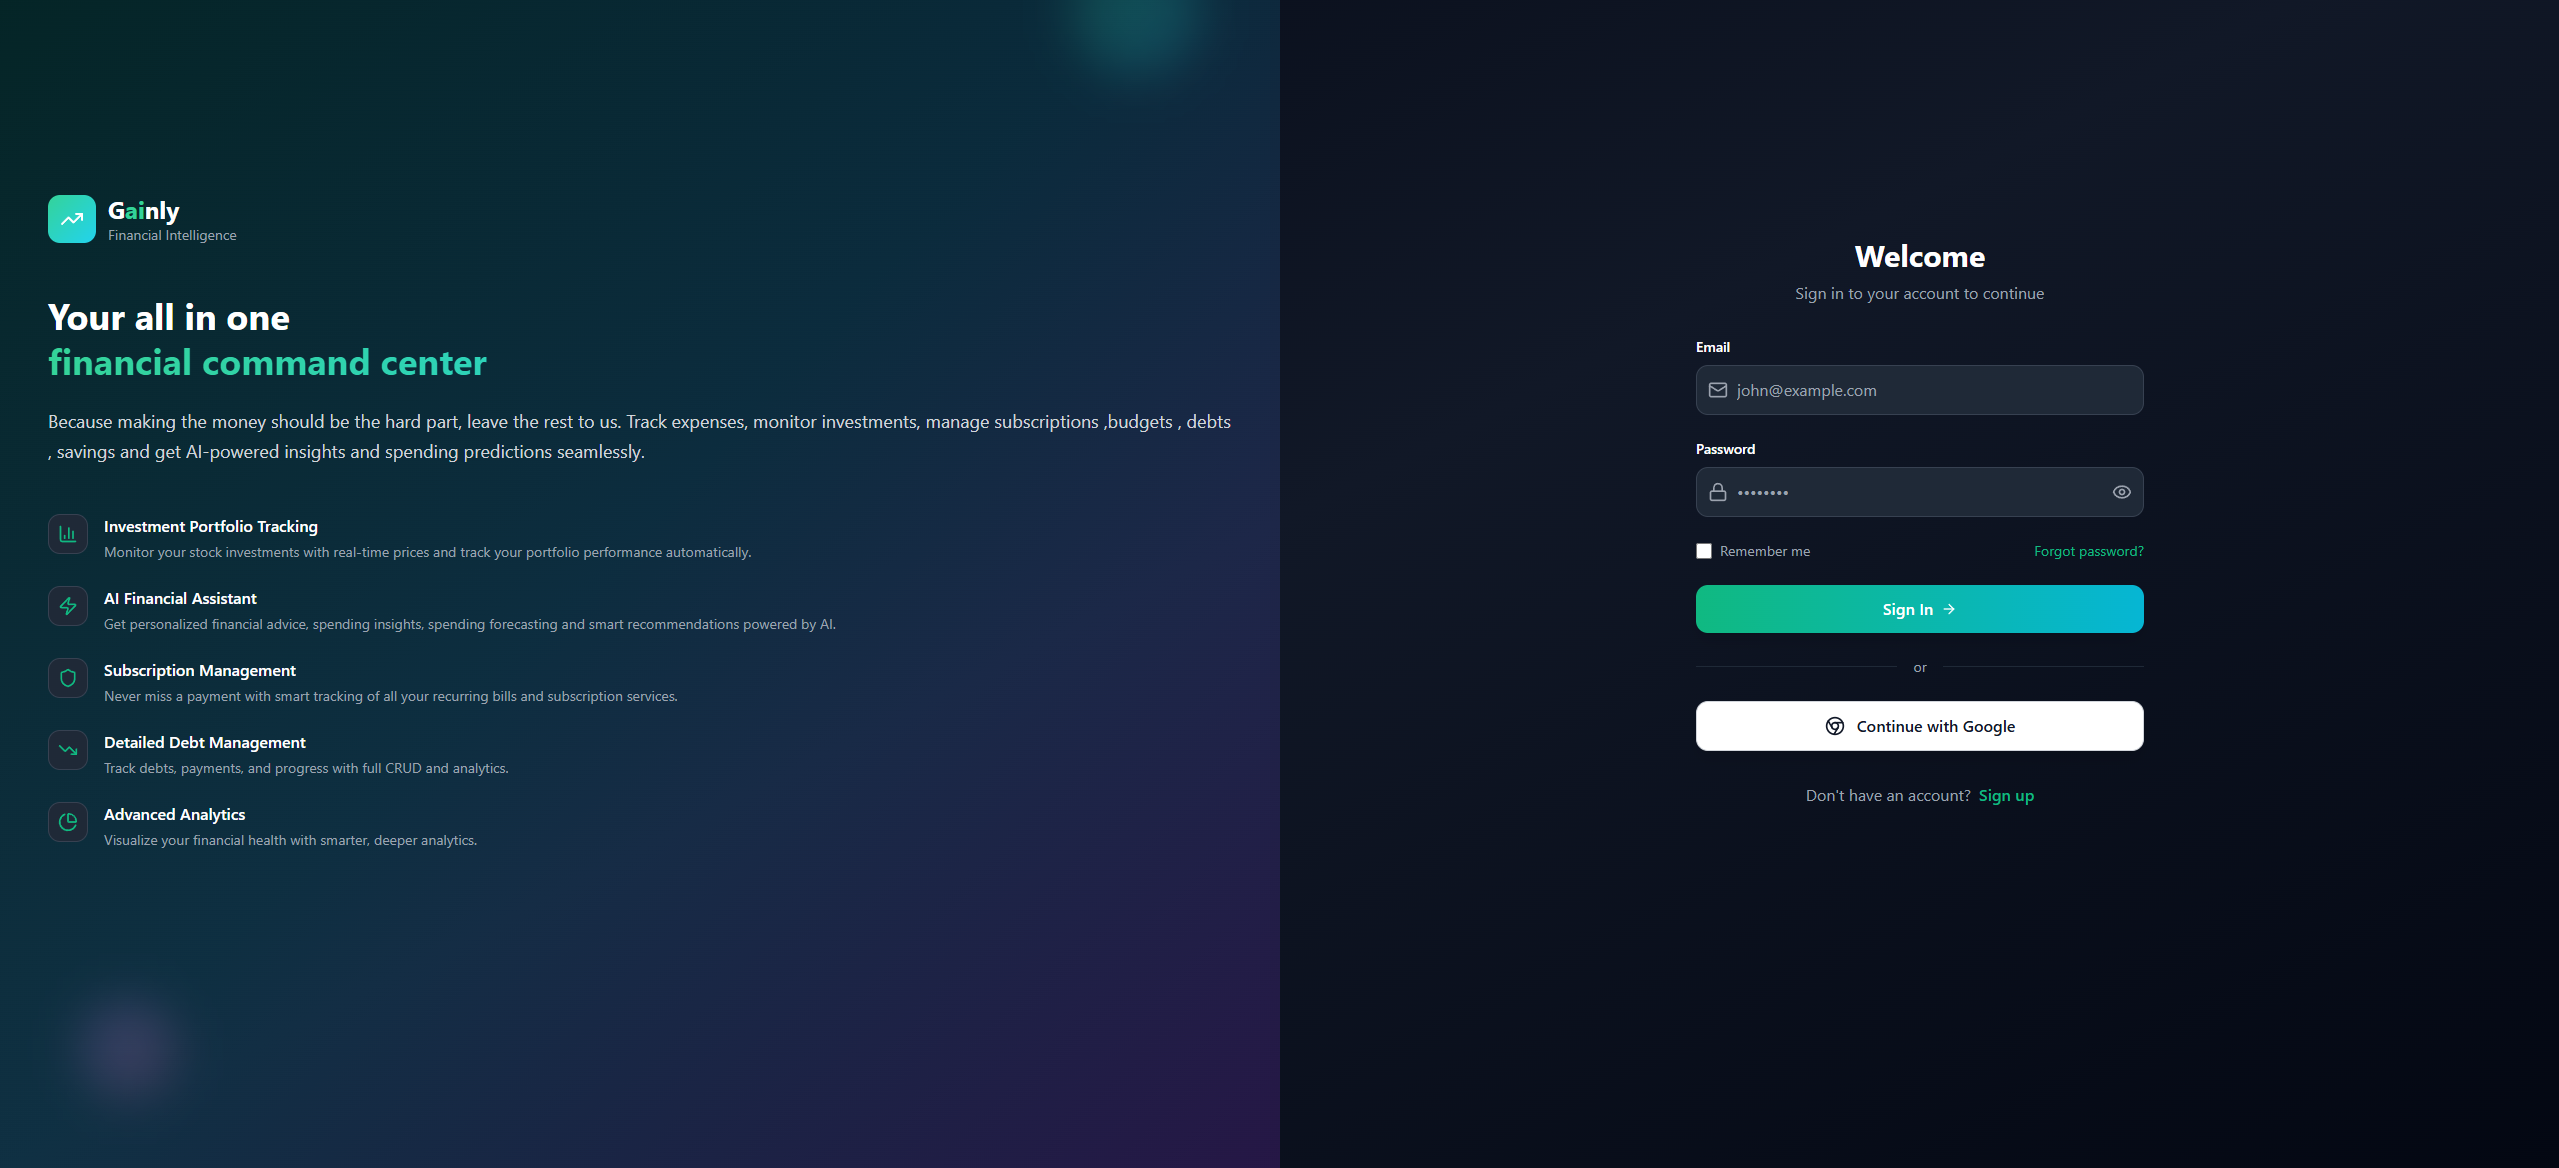 Gainly
Financial Intelligence
Your all in one
financial command center
Because making the money should be the hard part, leave the rest to us. Track expenses, monitor investments, manage subscriptions ,budgets , debts
, savings and get AI-powered insights and spending predictions seamlessly.
Investment Portfolio Tracking
Monitor your stock investments with real-time prices and track your portfolio performance automatically.
AI Financial Assistant
Get personalized financial advice, spending insights, spending forecasting and smart recommendations powered by AI.
Subscription Management
Never miss a payment with smart tracking of all your recurring bills and subscription services.
Detailed Debt Management
Track debts, payments, and progress with full CRUD and analytics.
Advanced Analytics
Visualize your financial health with smarter, deeper analytics.
Welcome
Sign in to your account to continue
Email
john@example.com
Password
••••••••
Remember me
Forgot password?
Sign In →
or
Continue with Google
Don't have an account? Sign up